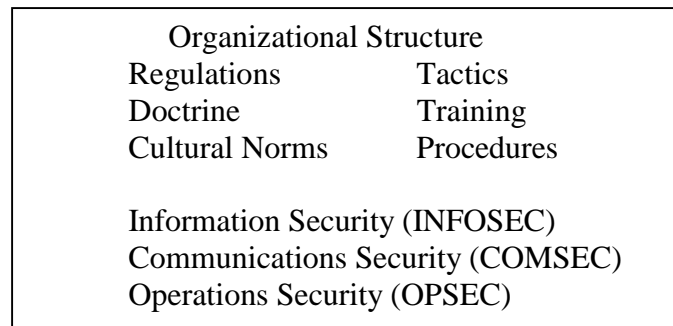 Organizational Structure
Regulations Tactics
Doctrine Training
Cultural Norms Procedures
Information Security (INFOSEC)
Communications Security (COMSEC)
Operations Security (OPSEC)